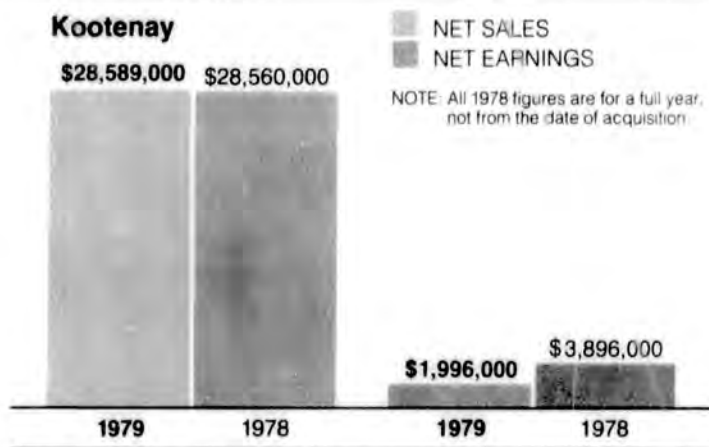 Kootenay
$28,589,000 $28,560,000
NET SALES
NET EARNINGS
NOTE: All 1978 figures are for a full year,
not from the date of acquisition.
$1,996,000 $3,896,000
1979 1978 1979 1978